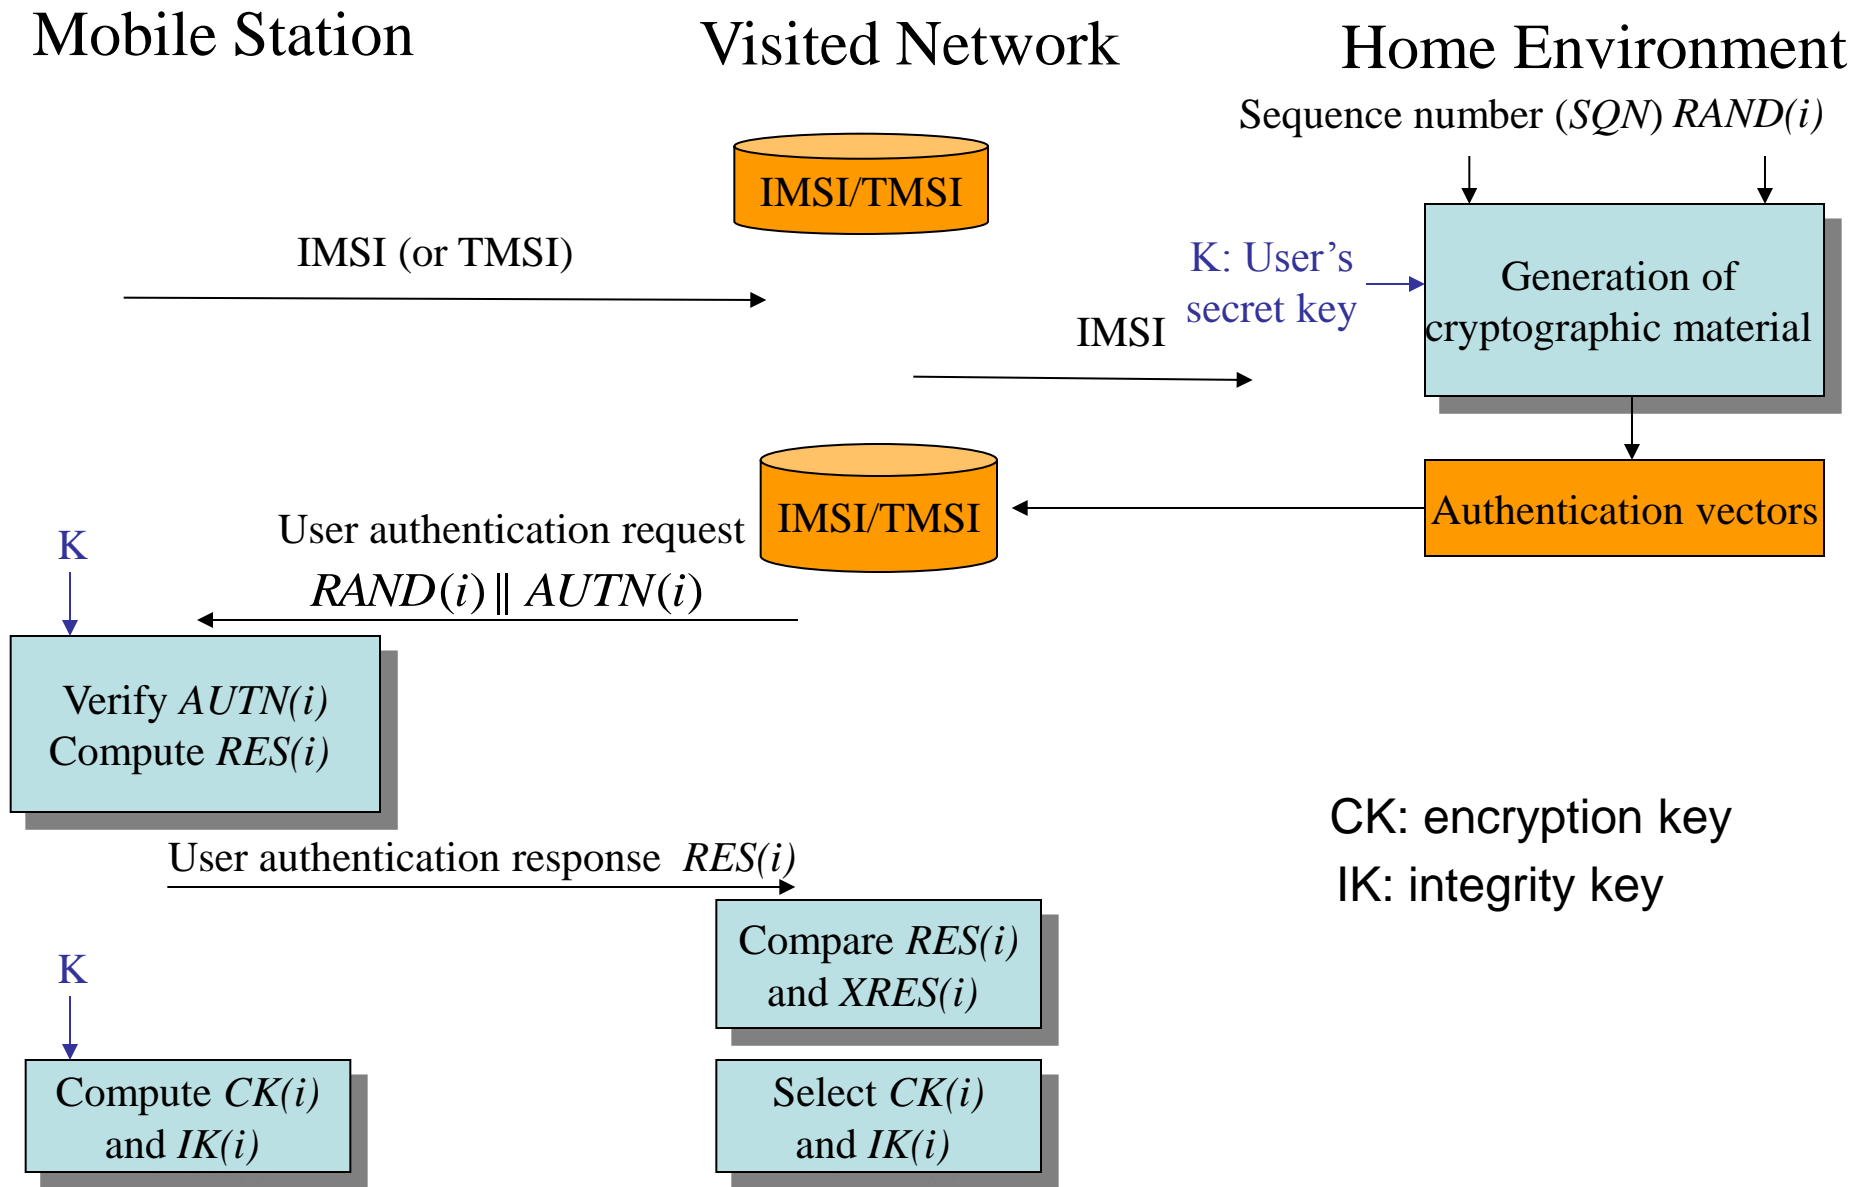 Mobile Station
Visited Network
Home Environment
Sequence number (SQN) RAND(i)
IMSI/TMSI
IMSI (or TMSI)
K: User’s
secret key
Generation of
cryptographic material
IMSI
Authentication vectors
IMSI/TMSI
User authentication request
RAND(i) || AUTN(i)
K
Verify AUTN(i)
Compute RES(i)
User authentication response RES(i)
CK: encryption key
IK: integrity key
Compare RES(i)
and XRES(i)
K
Compute CK(i)
and IK(i)
Select CK(i)
and IK(i)